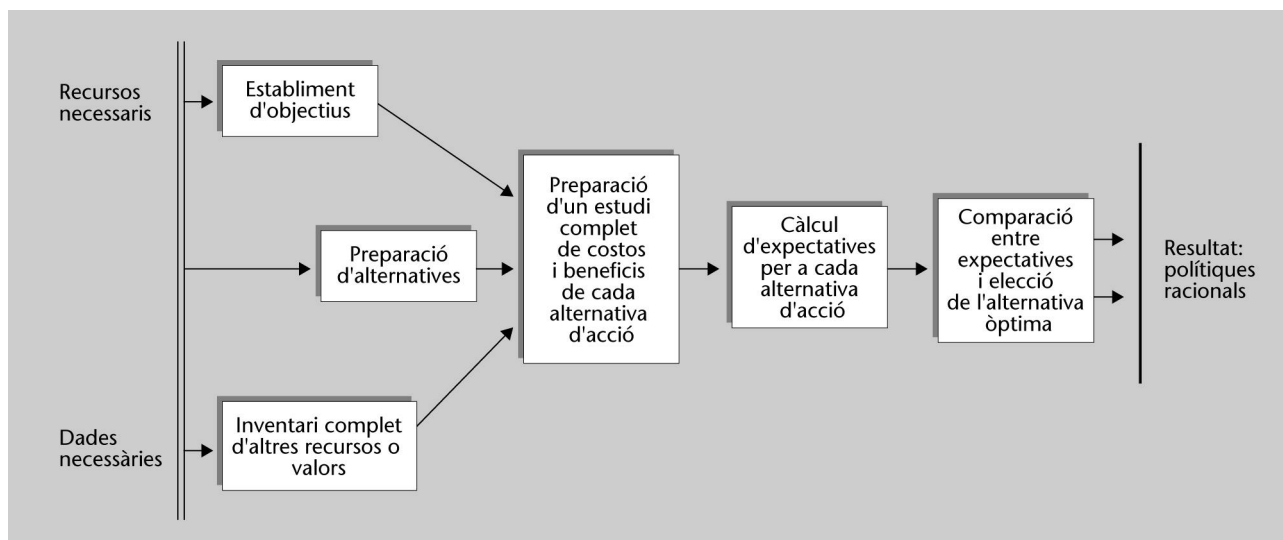 Recursos
necessaris
Establiment
d'objectius
Preparació
d'alternatives
Dades
necessàries
Inventari complet
d'altres recursos o
valors
Preparació
d'un estudi
complet
de costos
i beneficis
de cada
alternativa
d'acció
Càlcul
d'expectatives
per a cada
alternativa
d'acció
Comparació
entre
expectatives
i elecció
de l'alternativa
òptima
Resultat:
polítiques
racionals